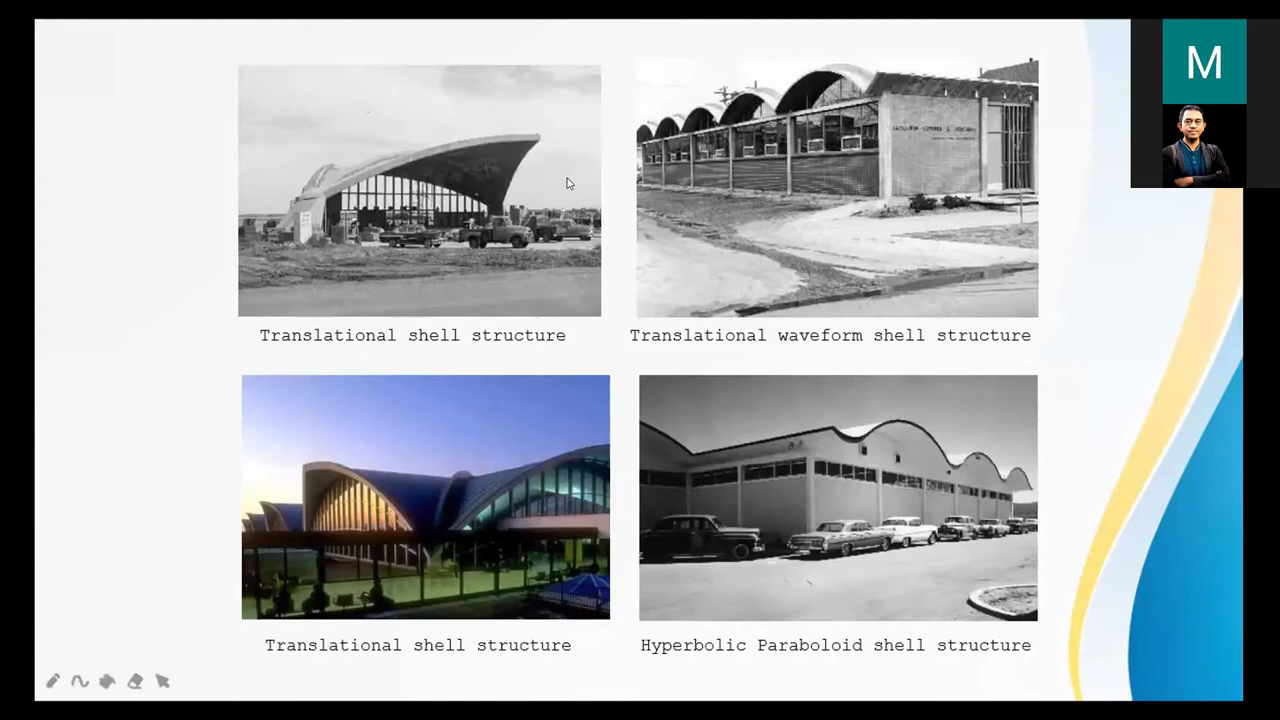 M
Translational shell structure
Translational waveform shell structure
Translational shell structure
Hyperbolic Paraboloid shell structure